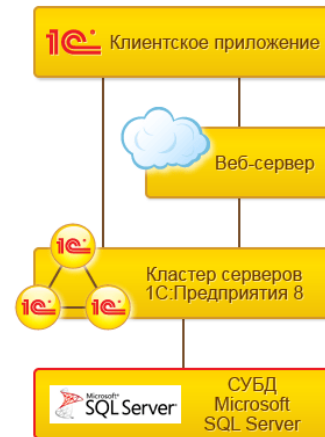 1С Клиентское приложение
Веб-сервер
1С
Кластер серверов
1С:Предприятия 8
1С 1С
СУБД
Microsoft
SQL Server
Microsoft®
SQL Server®